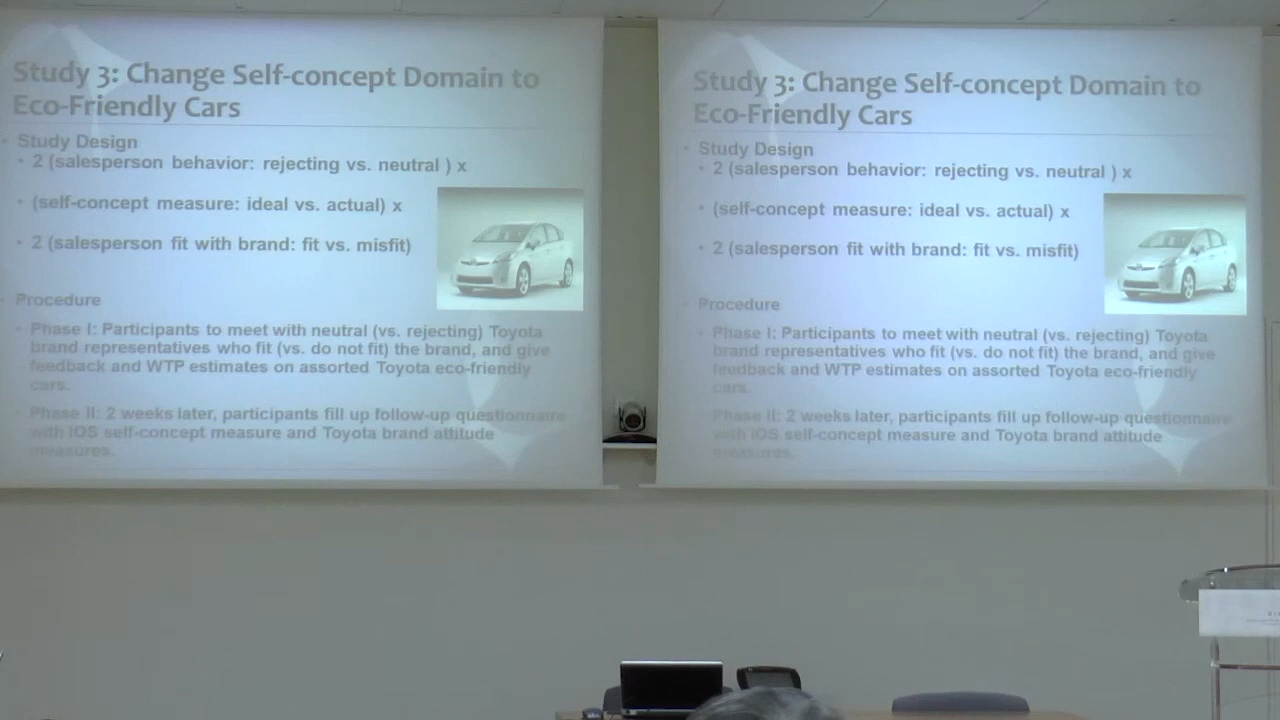 Study 3: Change Self-concept Domain to
Eco-Friendly Cars
• Study Design
• 2 (salesperson behavior: rejecting vs. neutral ) x
• (self-concept measure: ideal vs. actual) x
• 2 (salesperson fit with brand: fit vs. misfit)
• Procedure
• Phase I: Participants to meet with neutral (vs. rejecting) Toyota
brand representatives who fit (vs. do not fit) the brand, and give
feedback and WTP estimates on assorted Toyota eco-friendly
cars.
• Phase II: 2 weeks later, participants fill up follow-up questionnaire
with IOS self-concept measure and Toyota brand attitude
measures.
Study 3: Change Self-concept Domain to
Eco-Friendly Cars
• Study Design
• 2 (salesperson behavior: rejecting vs. neutral ) x
• (self-concept measure: ideal vs. actual) x
• 2 (salesperson fit with brand: fit vs. misfit)
• Procedure
• Phase I: Participants to meet with neutral (vs. rejecting) Toyota
brand representatives who fit (vs. do not fit) the brand, and give
feedback and WTP estimates on assorted Toyota eco-friendly
cars.
• Phase II: 2 weeks later, participants fill up follow-up questionnaire
with IOS self-concept measure and Toyota brand attitude
measures.